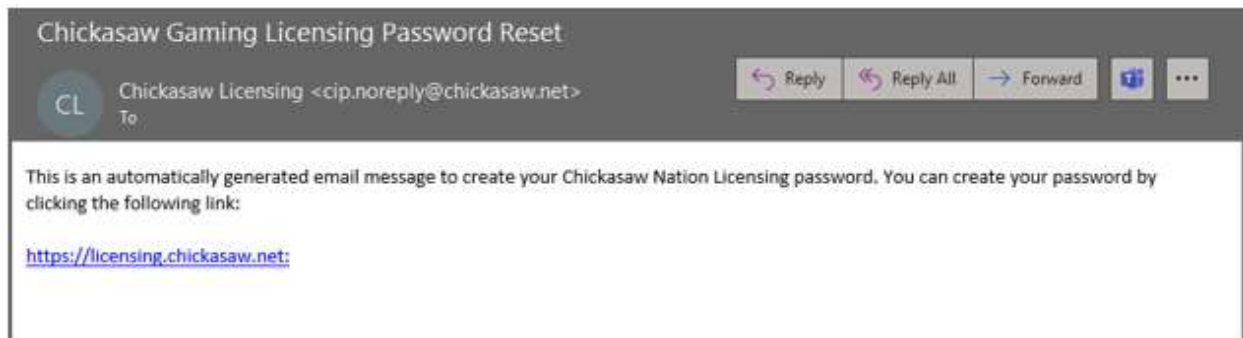 Chickasaw Gaming Licensing Password Reset
CL
Chickasaw Licensing <cip.noreply@chickasaw.net>
To
Reply
Reply All
Forward
This is an automatically generated email message to create your Chickasaw Nation Licensing password. You can create your password by
clicking the following link:
https://licensing.chickasaw.net: